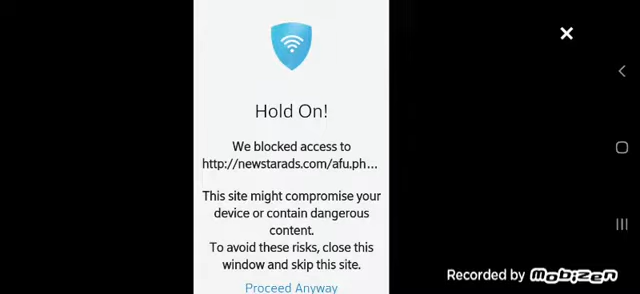 Hold On!
We blocked access to
http://newstarads.com/afu.ph...
This site might compromise your
device or contain dangerous
content.
To avoid these risks, close this
window and skip this site.
Proceed Anyway
Recorded by Mobizen